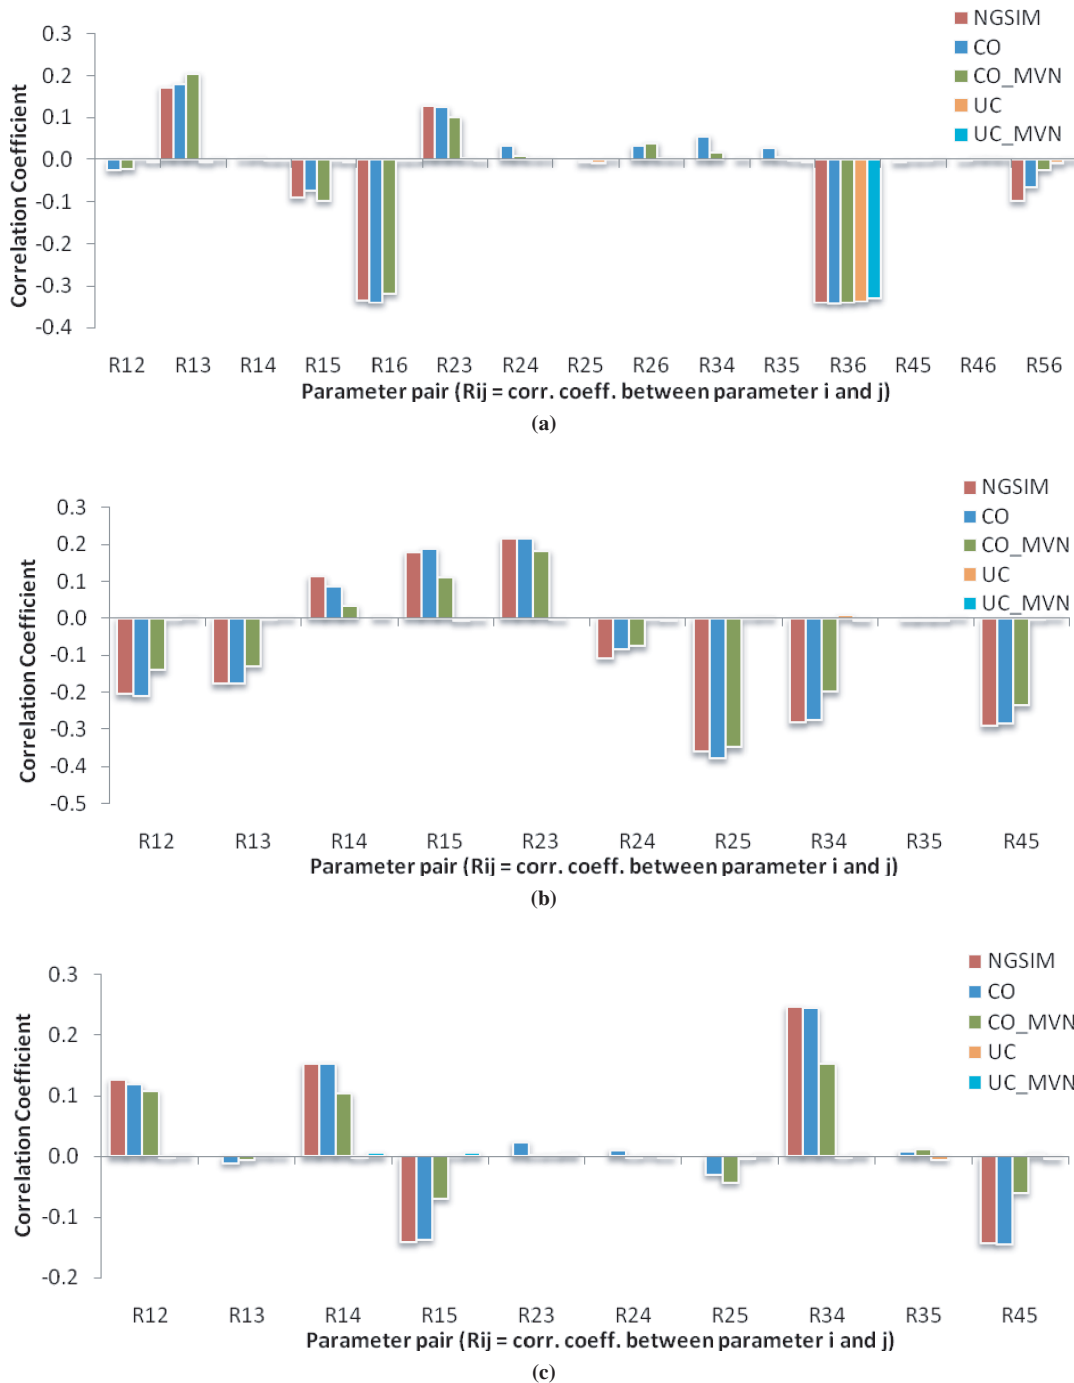 NGSIM
CO
CO_MVN
UC
UC_MVN
Correlation Coefficient
0.3
0.2
0.1
0.0
-0.1
-0.2
-0.3
-0.4
R12 R13 R14 R15 R16 R23 R24 R25 R26 R34 R35 R36 R45 R46 R56
Parameter pair (Rij = corr. coeff. between parameter i and j)
(a)
NGSIM
CO
CO_MVN
UC
UC_MVN
Correlation Coefficient
0.3
0.2
0.1
0.0
-0.1
-0.2
-0.3
-0.4
-0.5
R12 R13 R14 R15 R23 R24 R25 R34 R35 R45
Parameter pair (Rij = corr. coeff. between parameter i and j)
(b)
NGSIM
CO
CO_MVN
UC
UC_MVN
Correlation Coefficient
0.3
0.2
0.1
0.0
-0.1
-0.2
R12 R13 R14 R15 R23 R24 R25 R34 R35 R45
Parameter pair (Rij = corr. coeff. between parameter i and j)
(c)